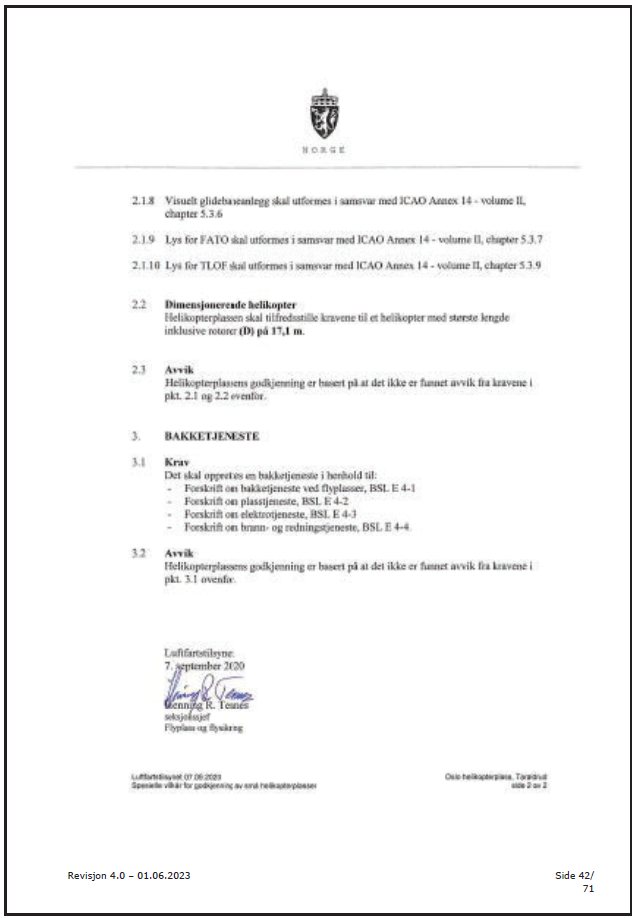 NORGE
2.1.8 Visuelt glidebaneanlegg skal utformes i samsvar med ICAO Annex 14 - volume II,
chapter 5.3.6
2.1.9 Lys for FATO skal utformes i samsvar med ICAO Annex 14 - volume II, chapter 5.3.7
2.1.10 Lys for TLOF skal utformes i samsvar med ICAO Annex 14 - volume II, chapter 5.3.9
2.2 Dimensjonerende helikopter
Helikopterplassen skal tilfredsstille kravene til et helikopter med største lengde
inklusive rotorer (D) på 17,1 m.
2.3 Avvik
Helikopterplassens godkjenning er basert på at det ikke er funnet avvik fra kravene i
pkt. 2.1 og 2.2 ovenfor.
3. BAKKETJENESTE
3.1 Krav
Det skal opprettes en bakketjeneste i henhold til:
- Forskrift om bakketjeneste ved flyplasser, BSL E 4-1
- Forskrift om plasstjeneste, BSL E 4-2
- Forskrift om elektrotjeneste, BSL E 4-3
- Forskrift om brann- og redningstjeneste, BSL E 4-4.
3.2 Avvik
Helikopterplassens godkjenning er basert på at det ikke er funnet avvik fra kravene i
pkt. 3.1 ovenfor.
Luftfartstilsynet
7. september 2020
Henning R. Tesnes
seksjonssjef
Flyplass og flysikring
Luftfartstilsynet 07.09.2020
Oslo helikopterplass, Taraldrud
Spesielle vilkår for godkjenning av små helikopterplasser
side 2 av 2
Revisjon 4.0 – 01.06.2023
Side 42/
71